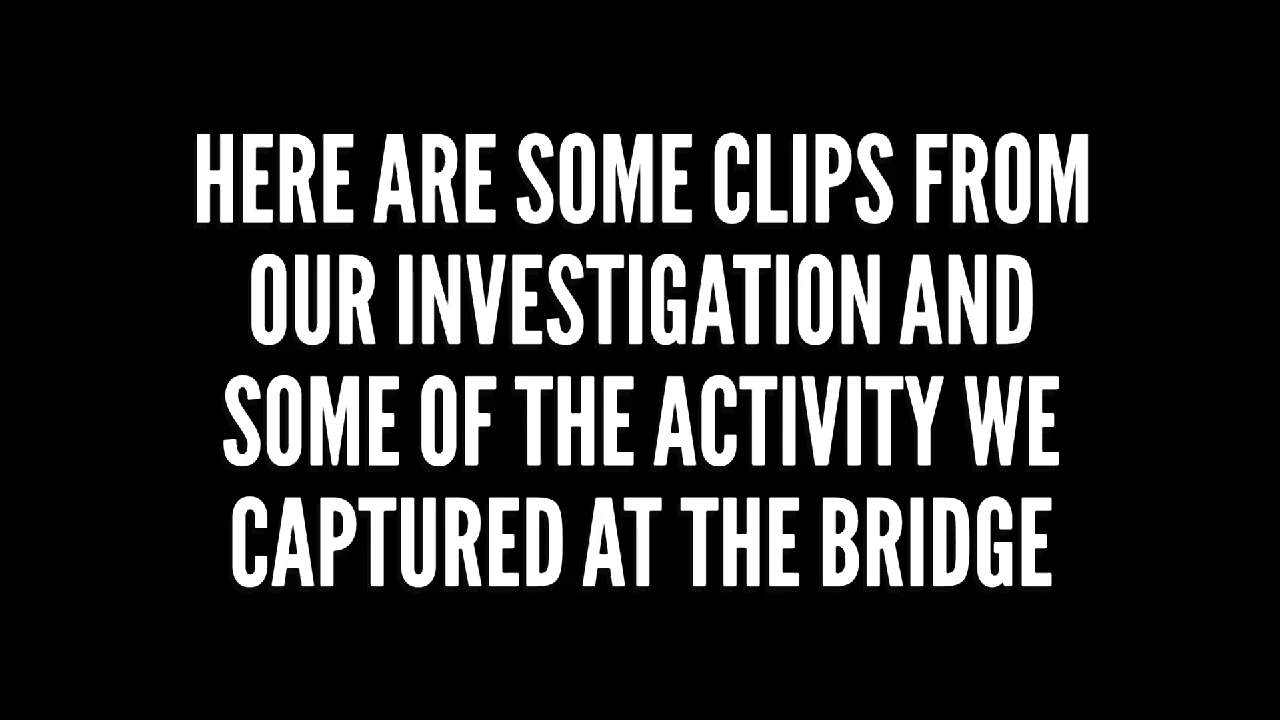 HERE ARE SOME CLIPS FROM
OUR INVESTIGATION AND
SOME OF THE ACTIVITY WE
CAPTURED AT THE BRIDGE